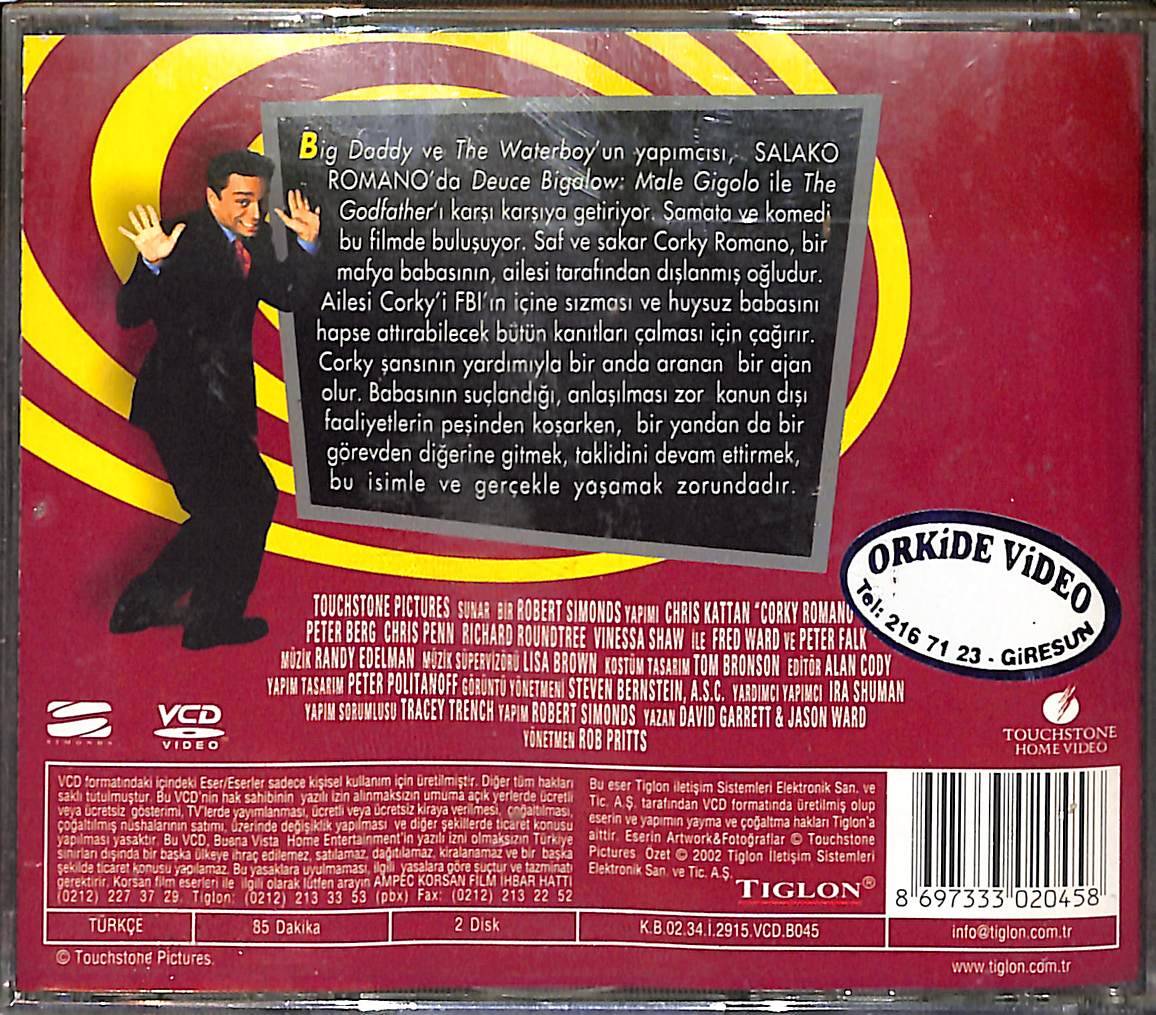 Big Daddy ve The Waterboy'un yapımcısı, SALAKO
ROMANO'da Deuce Bigalow: Male Gigolo ile The
Godfather'ı karşı karşıya getiriyor. Şamata ve komedi
bu filmde buluşuyor. Saf ve sakar Corky Romano, bir
mafya babasının, ailesi tarafından dışlanmış oğludur.
Ailesi Corky'i FBI'ın içine sızması ve huysuz babasını
hapse attırabilecek bütün kanıtları çalması için çağırır.
Corky şansının yardımıyla bir anda aranan bir ajan
olur. Babasının suçlandığı, anlaşılması zor kanun dışı
faaliyetlerin peşinden koşarken, bir yandan da bir
görevden diğerine gitmek, taklidini devam ettirmek,
bu isimle ve gerçekle yaşamak zorundadır.
ORKiDE ViDEO
Tel: 216 71 23 - GiRESUN
TOUCHSTONE PICTURES SUNAR BİR ROBERT SIMONDS YAPIMI CHRIS KATTAN "CORKY ROMANO
PETER BERG CHRIS PENN RICHARD ROUNDTREE VINESSA SHAW İLE FRED WARD VE PETER FALK
MÜZİK RANDY EDELMAN MÜZİK SÜPERVİZÖRÜ LISA BROWN KOSTÜM TASARIM TOM BRONSON EDİTÖR ALAN CODY
YAPIM TASARIM PETER POLITANOFF GÖRÜNTÜ YÖNETMENİ STEVEN BERNSTEIN, A.S.C. YARDIMCI YAPIMCI IRA SHUMAN
YAPIM SORUMLUSU TRACEY TRENCH YAPIM ROBERT SIMONDS YAZAN DAVID GARRETT & JASON WARD
YÖNETMEN ROB PRITTS
SIMONDS
VCD
VIDEO
TOUCHSTONE
HOME VIDEO
VCD formatındaki içindeki Eser/Eserler sadece kişisel kullanım için üretilmiştir. Diğer tüm hakları
saklı tutulmuştur. Bu VCD'nin hak sahibinin yazılı izin alınmaksızın umuma açık yerlerde ücretli
veya ücretsiz gösterimi, TV'lerde yayımlanması, ücretli veya ücretsiz kiraya verilmesi, çoğaltılması,
çoğaltılmış nüshalarının satımı, üzerinde değişiklik yapılması ve diğer şekillerde ticaret konusu
yapılması yasaktır. Bu VCD, Buena Vista Home Entertainment'in yazılı izni olmaksızın Türkiye
sınırları dışında bir başka ülkeye ihraç edilemez, satılamaz, dağıtılamaz, kiralanamaz ve bir başka
şekilde ticaret konusu yapılamaz. Bu yasaklara uyulmaması, ilgili yasalara göre suçtur ve tazminatı
gerektirir. Korsan film eserleri ile ilgili olarak lütfen arayın AMPEC KORSAN FİLM İHBAR HATTI
(0212) 227 37 29 Tiglon: (0212) 213 33 53 (pbx) Fax: (0212) 213 22 52
Bu eser Tiglon iletişim Sistemleri Elektronik San. ve
Tic. A.Ş. tarafından VCD formatında üretilmiş olup
eserin ve yapımın yayma ve çoğaltma hakları Tiglon'a
aittir. Eserin Artwork&Fotoğraflar © Touchstone
Pictures Özet © 2002 Tiglon İletişim Sistemleri
Elektronik San. ve Tic. A.Ş.
TIGLON®
8 697333 020458
TÜRKÇE
85 Dakika
2 Disk
K.B.02.34.İ.2915.VCD.B045
info@tiglon.com.tr
© Touchstone Pictures.
www.tiglon.com.tr